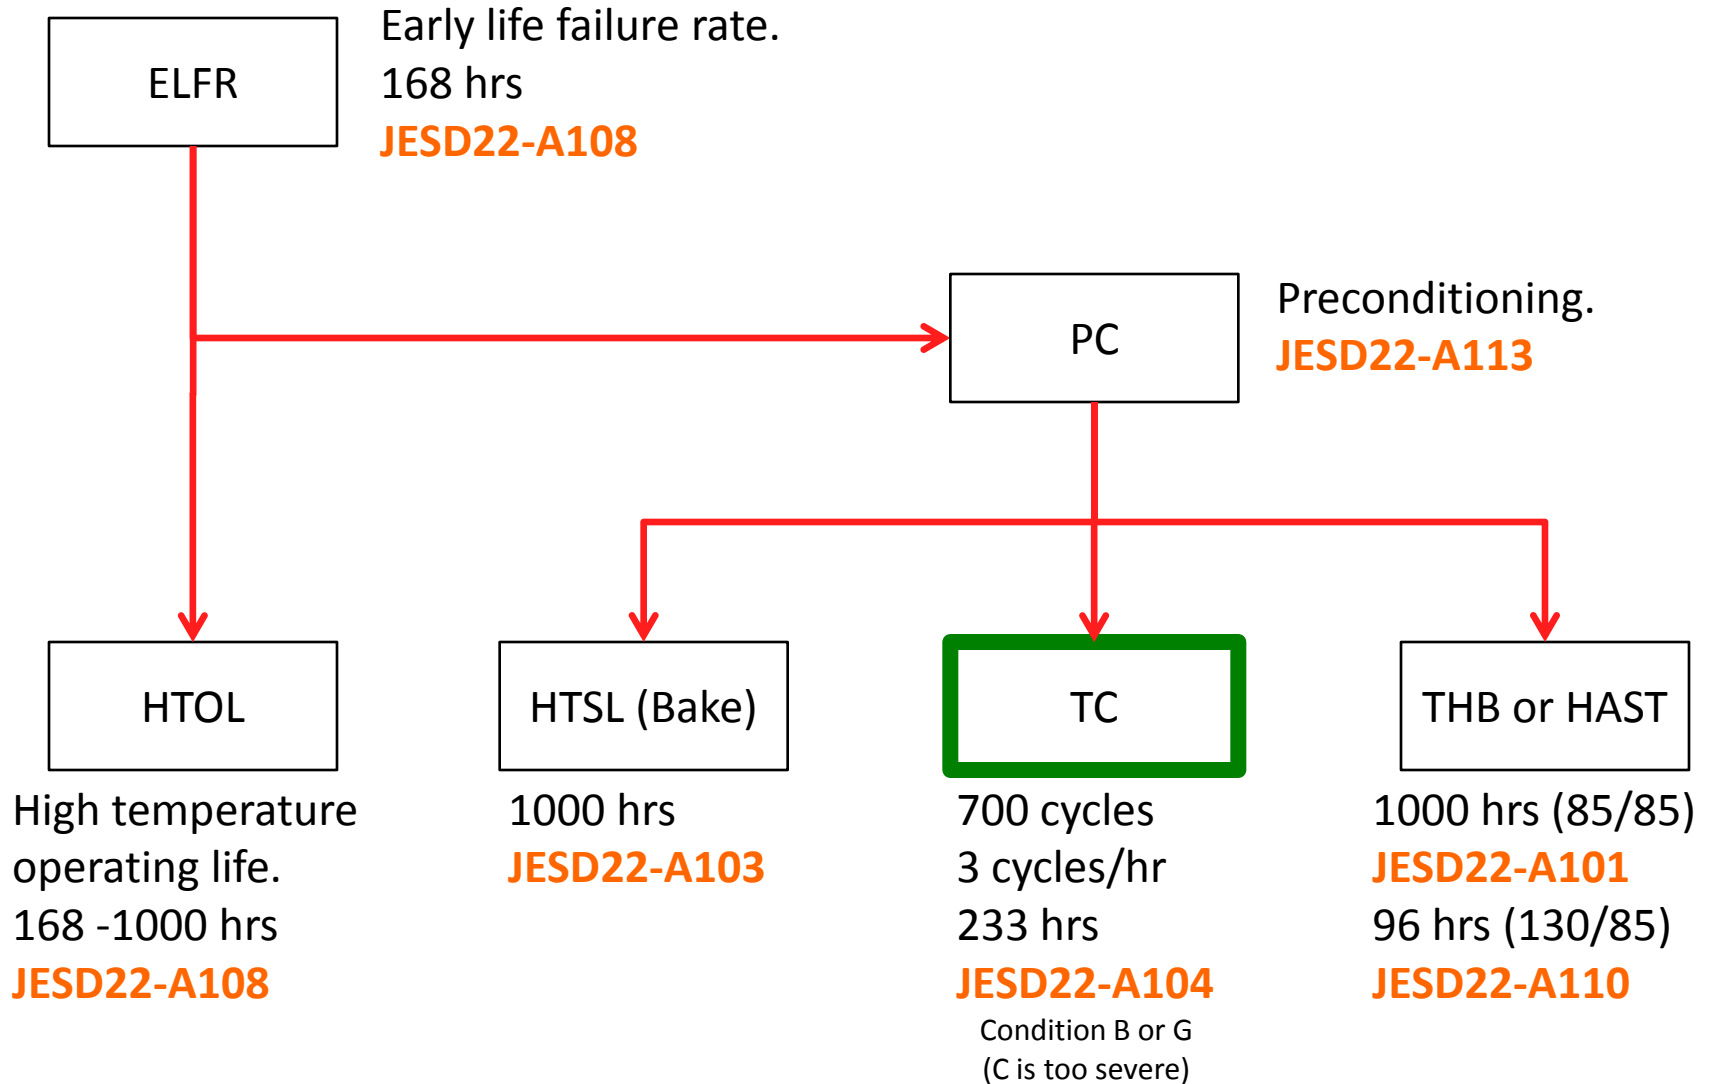 ELFR
Early life failure rate.
168 hrs
JESD22-A108
PC
Preconditioning.
JESD22-A113
HTOL
High temperature
operating life.
168 -1000 hrs
JESD22-A108
HTSL (Bake)
1000 hrs
JESD22-A103
TC
700 cycles
3 cycles/hr
233 hrs
JESD22-A104
Condition B or G
(C is too severe)
THB or HAST
1000 hrs (85/85)
JESD22-A101
96 hrs (130/85)
JESD22-A110